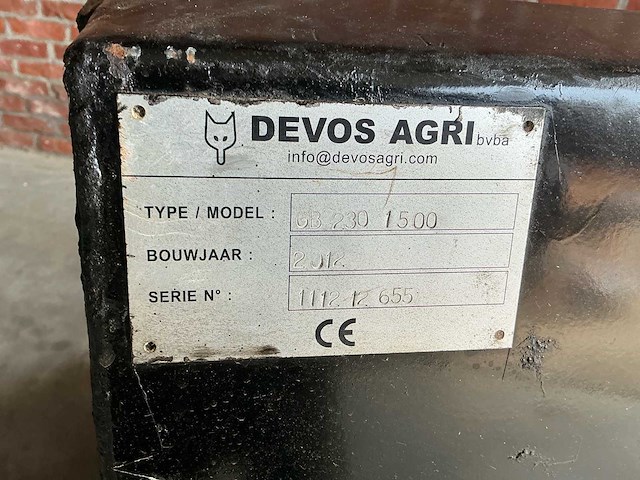 DEVOS AGRI bvba
info@devosagri.com
TYPE / MODEL : GB 230 1500
BOUWJAAR : 2012
SERIE N° : 1112 12 655
CE